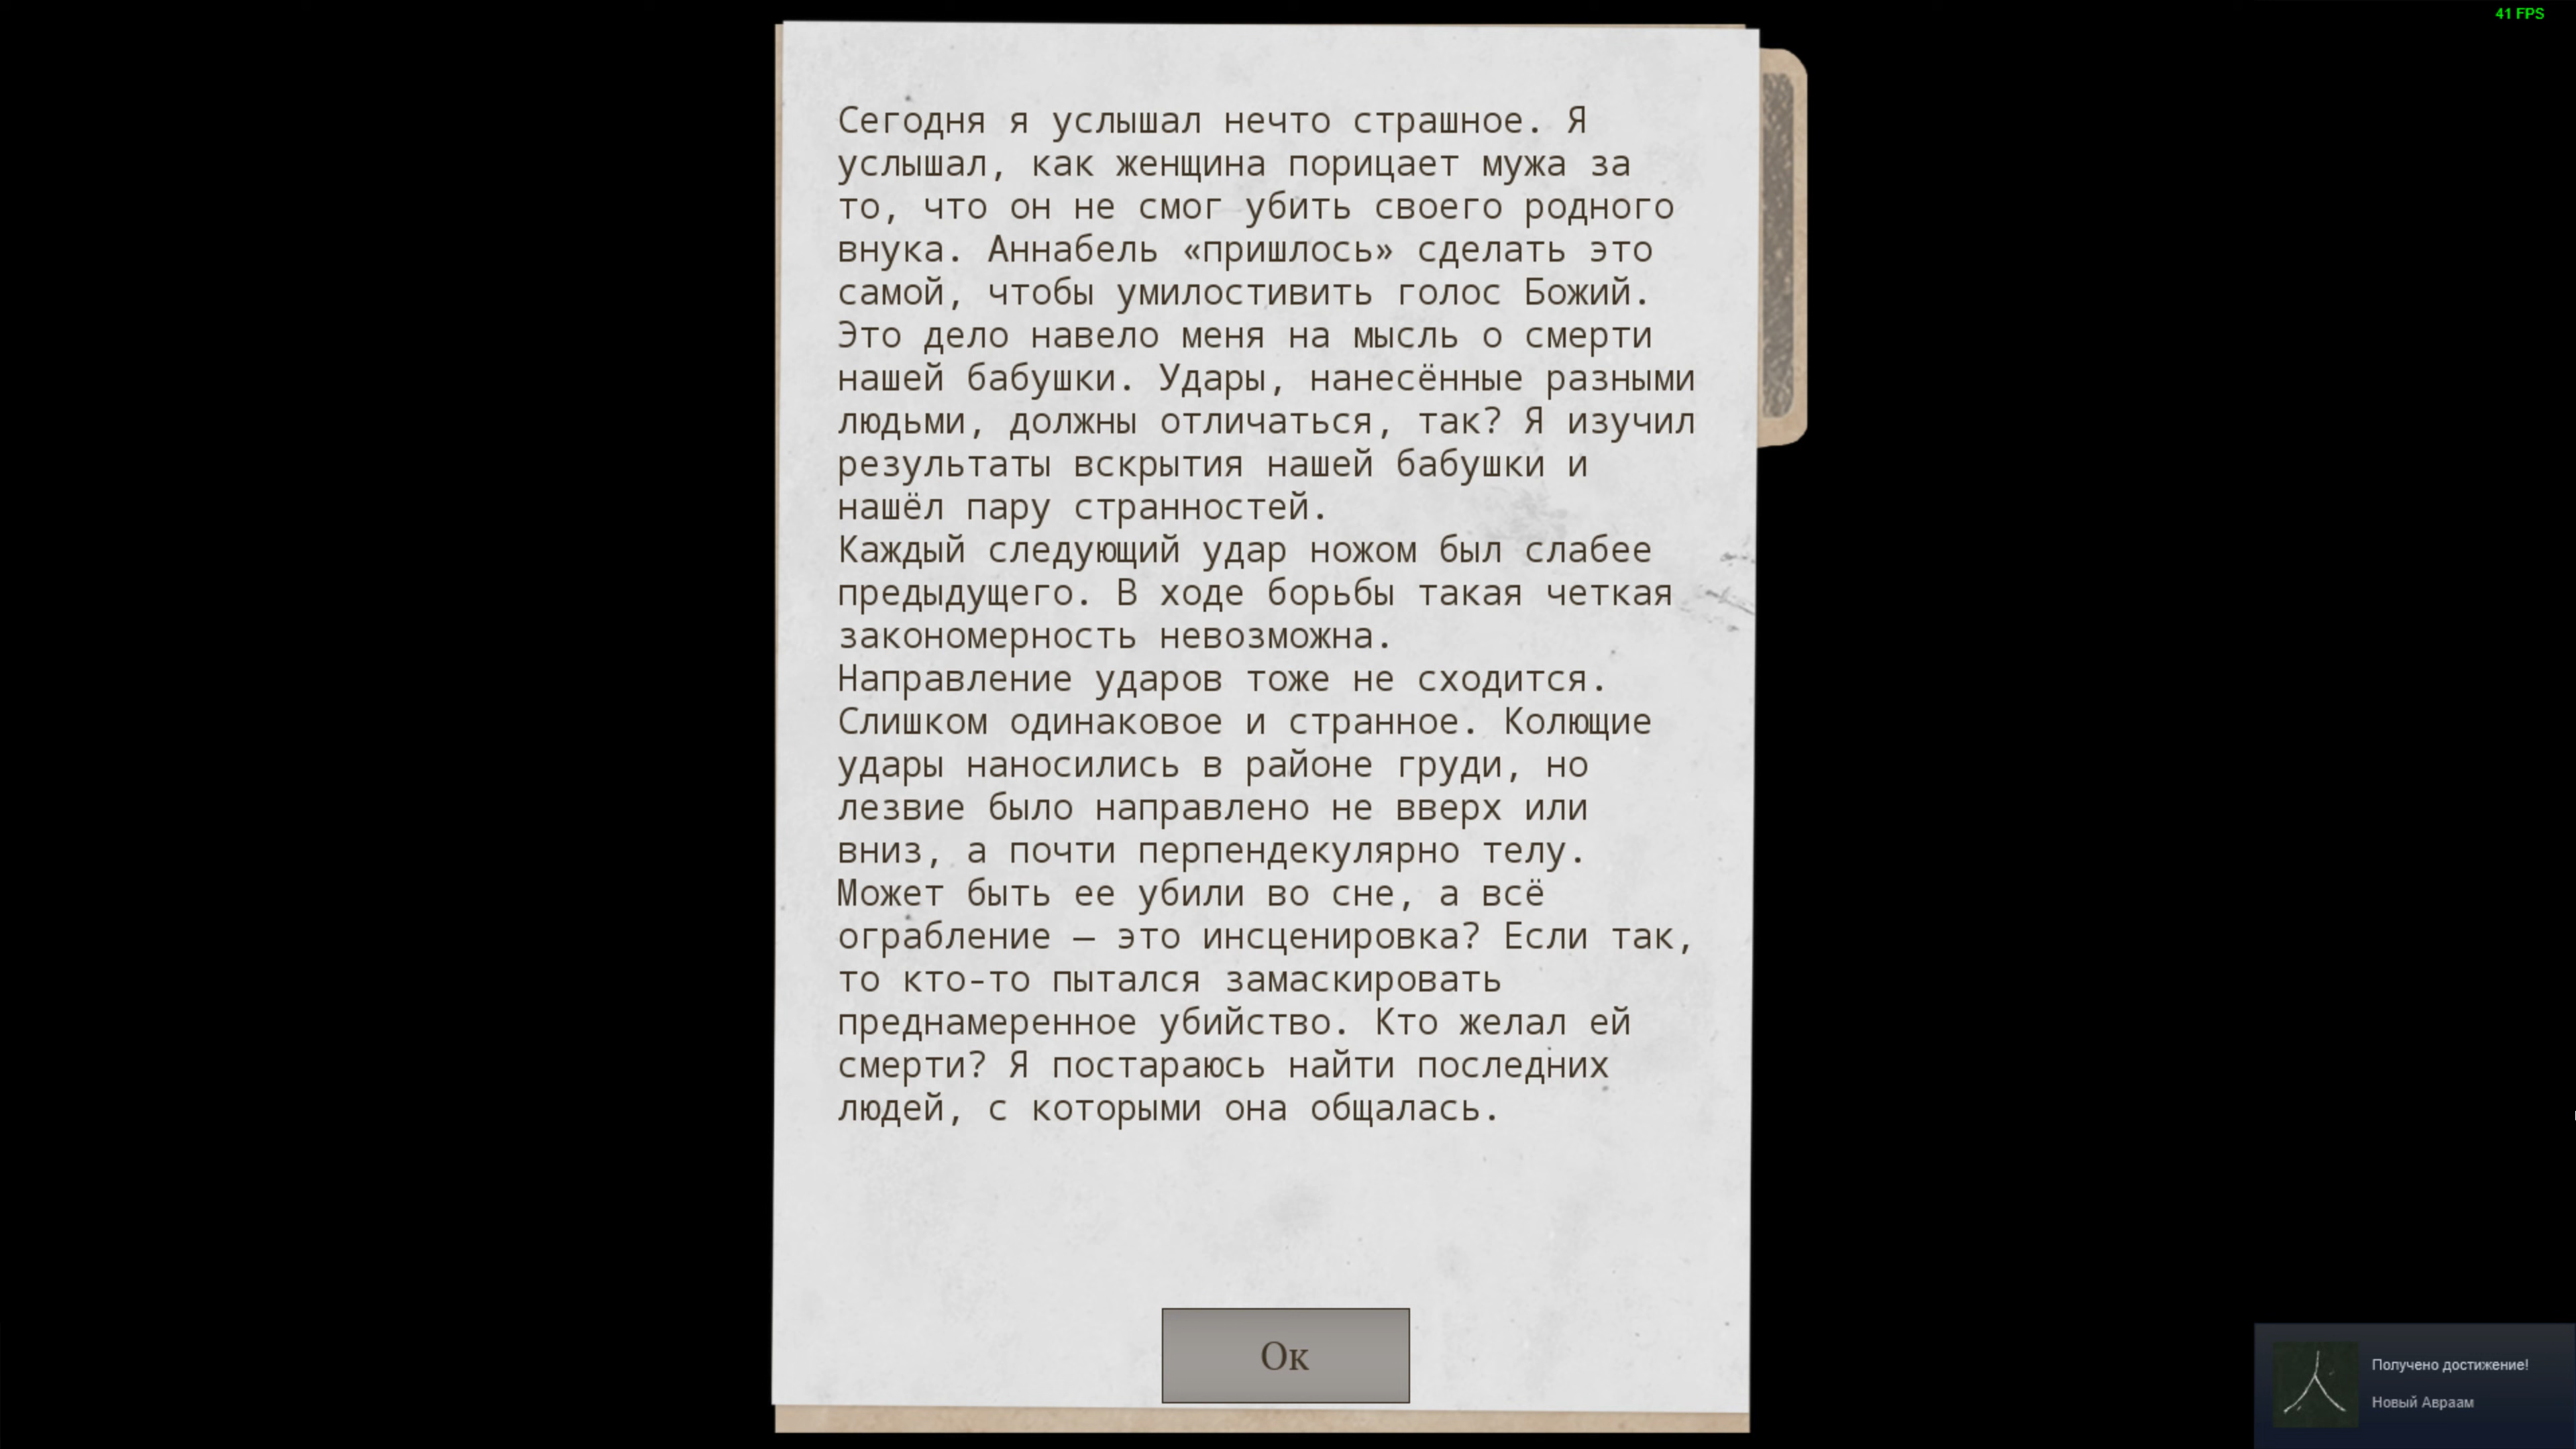 41 FPS
Сегодня я услышал нечто страшное. Я
услышал, как женщина порицает мужа за
то, что он не смог убить своего родного
внука. Аннабель «пришлось» сделать это
самой, чтобы умилостивить голос Божий.
Это дело навело меня на мысль о смерти
нашей бабушки. Удары, нанесённые разными
людьми, должны отличаться, так? Я изучил
результаты вскрытия нашей бабушки и
нашёл пару странностей.
Каждый следующий удар ножом был слабее
предыдущего. В ходе борьбы такая четкая
закономерность невозможна.
Направление ударов тоже не сходится.
Слишком одинаковое и странное. Колющие
удары наносились в районе груди, но
лезвие было направлено не вверх или
вниз, а почти перпендекулярно телу.
Может быть ее убили во сне, а всё
ограбление — это инсценировка? Если так,
то кто-то пытался замаскировать
преднамеренное убийство. Кто желал ей
смерти? Я постараюсь найти последних
людей, с которыми она общалась.
Ок
Получено достижение!
Новый Авраам